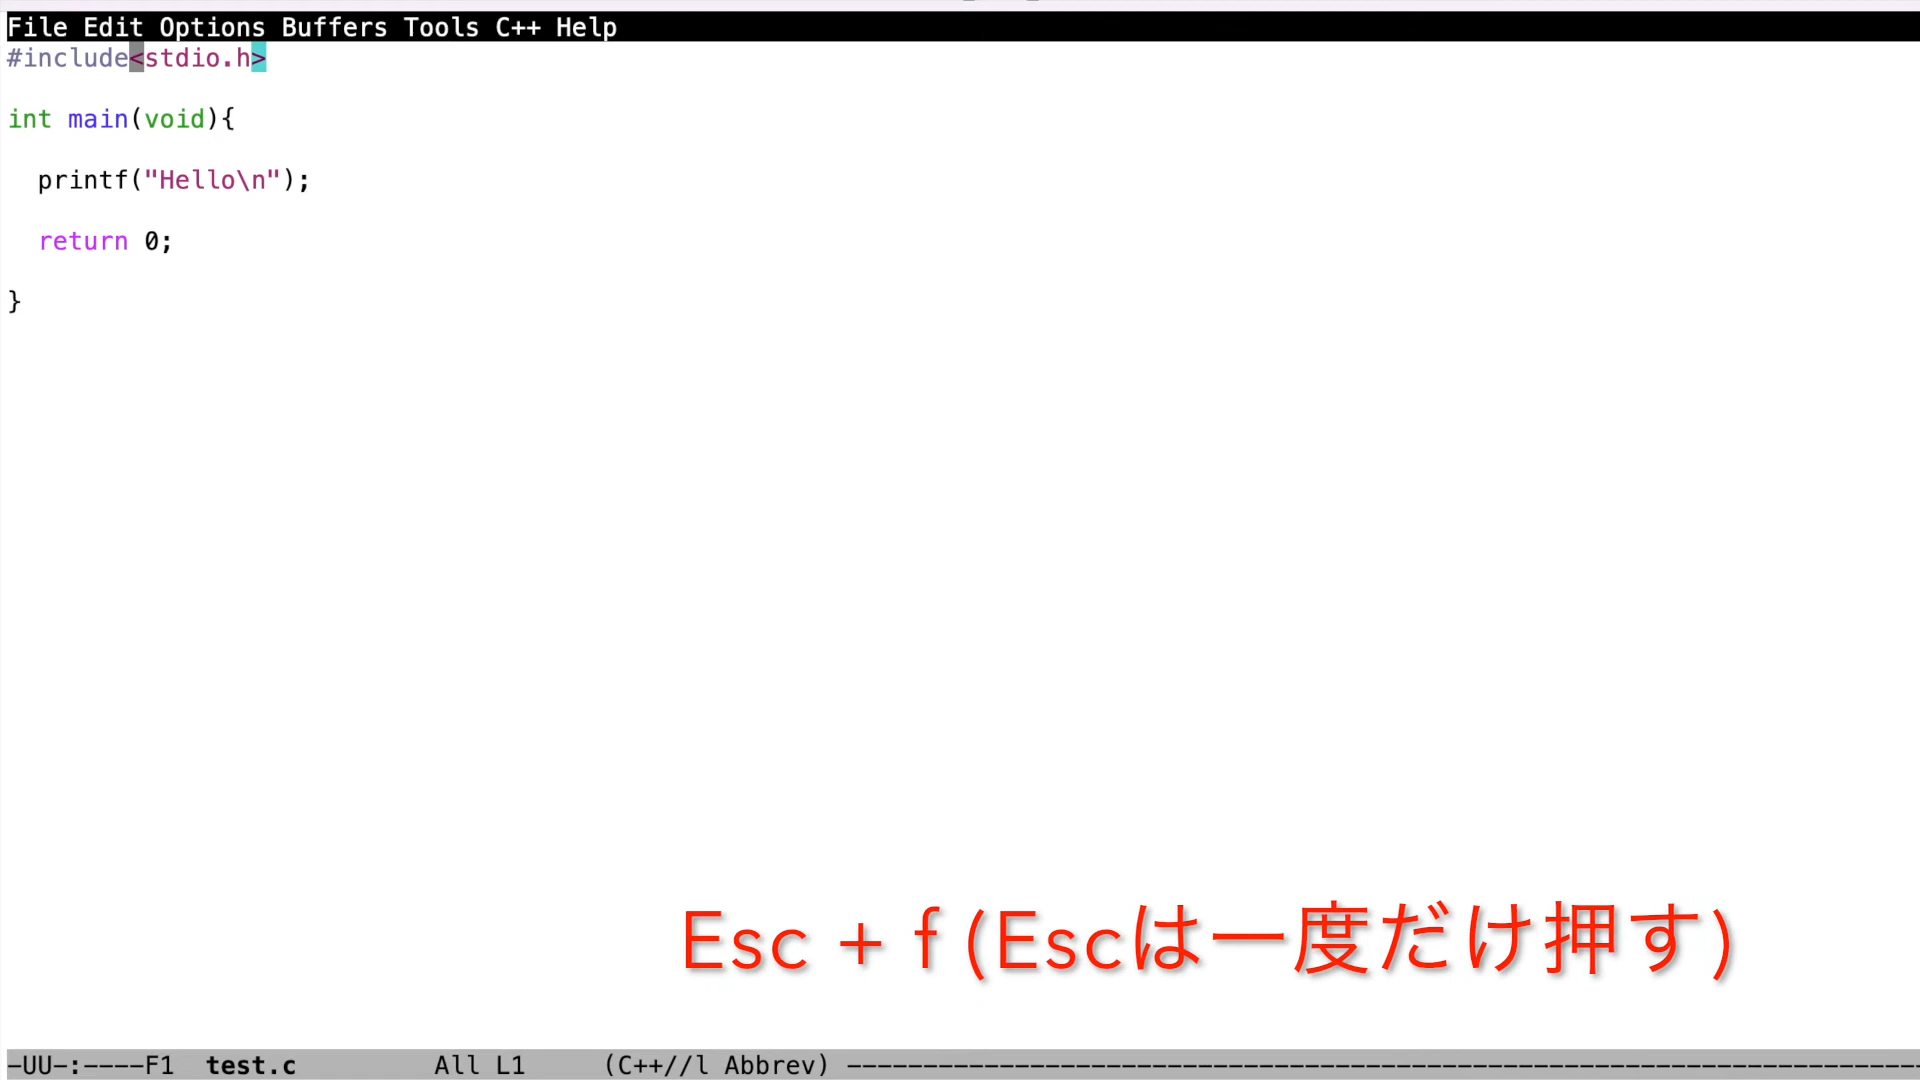 File Edit Options Buffers Tools C++ Help
#include<stdio.h>
int main(void){
  printf("Hello\n");
  return 0;
}
Esc + f (Escは一度だけ押す)
-UU-:----F1  test.c         All L1     (C++//l Abbrev) ----------------------------------------------------------------------